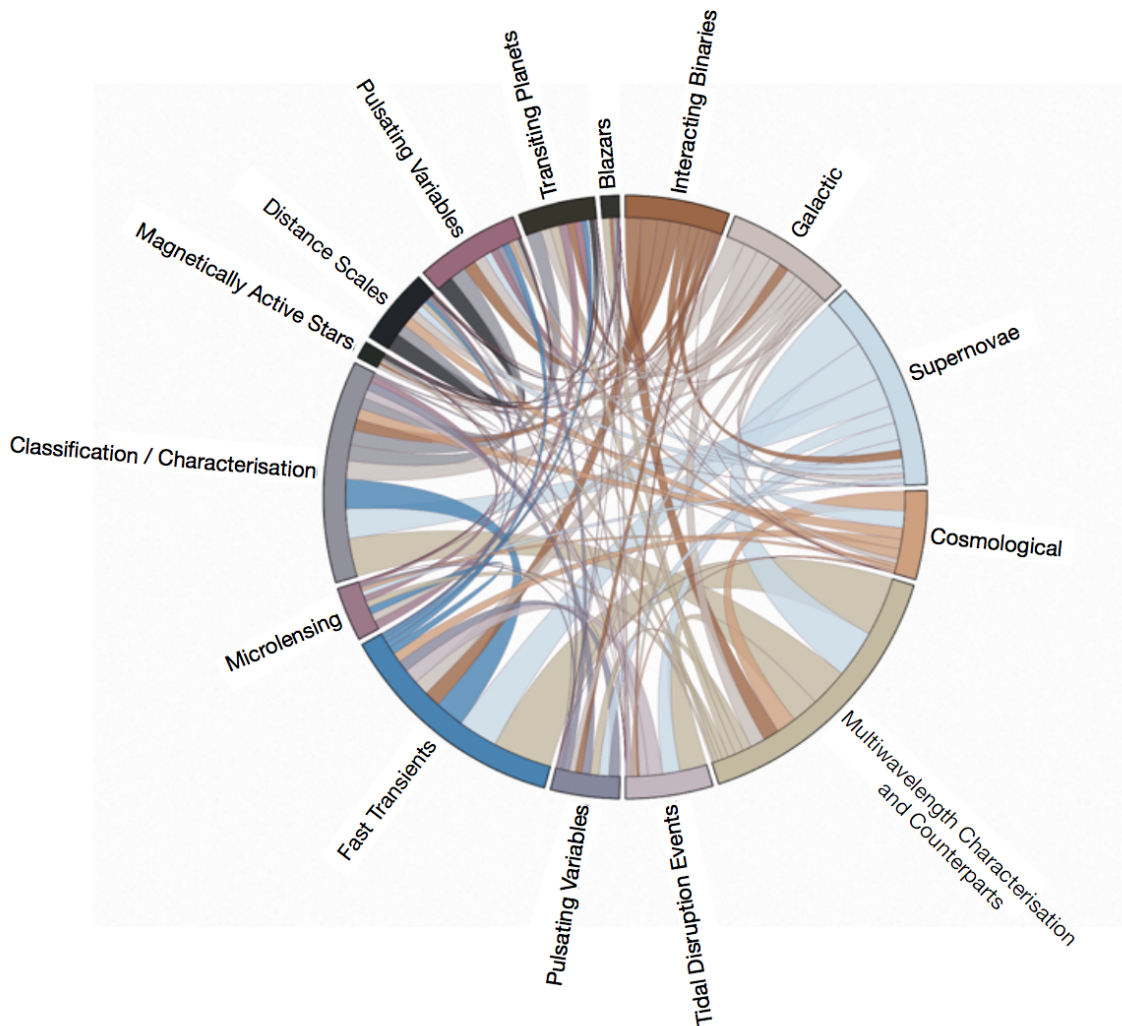 Interacting Binaries
Galactic
Supernovae
Cosmological
Multiwavelength Characterisation
and Counterparts
Tidal Disruption Events
Pulsating Variables
Fast Transients
Microlensing
Classification / Characterisation
Magnetically Active Stars
Distance Scales
Pulsating Variables
Transiting Planets
Blazars